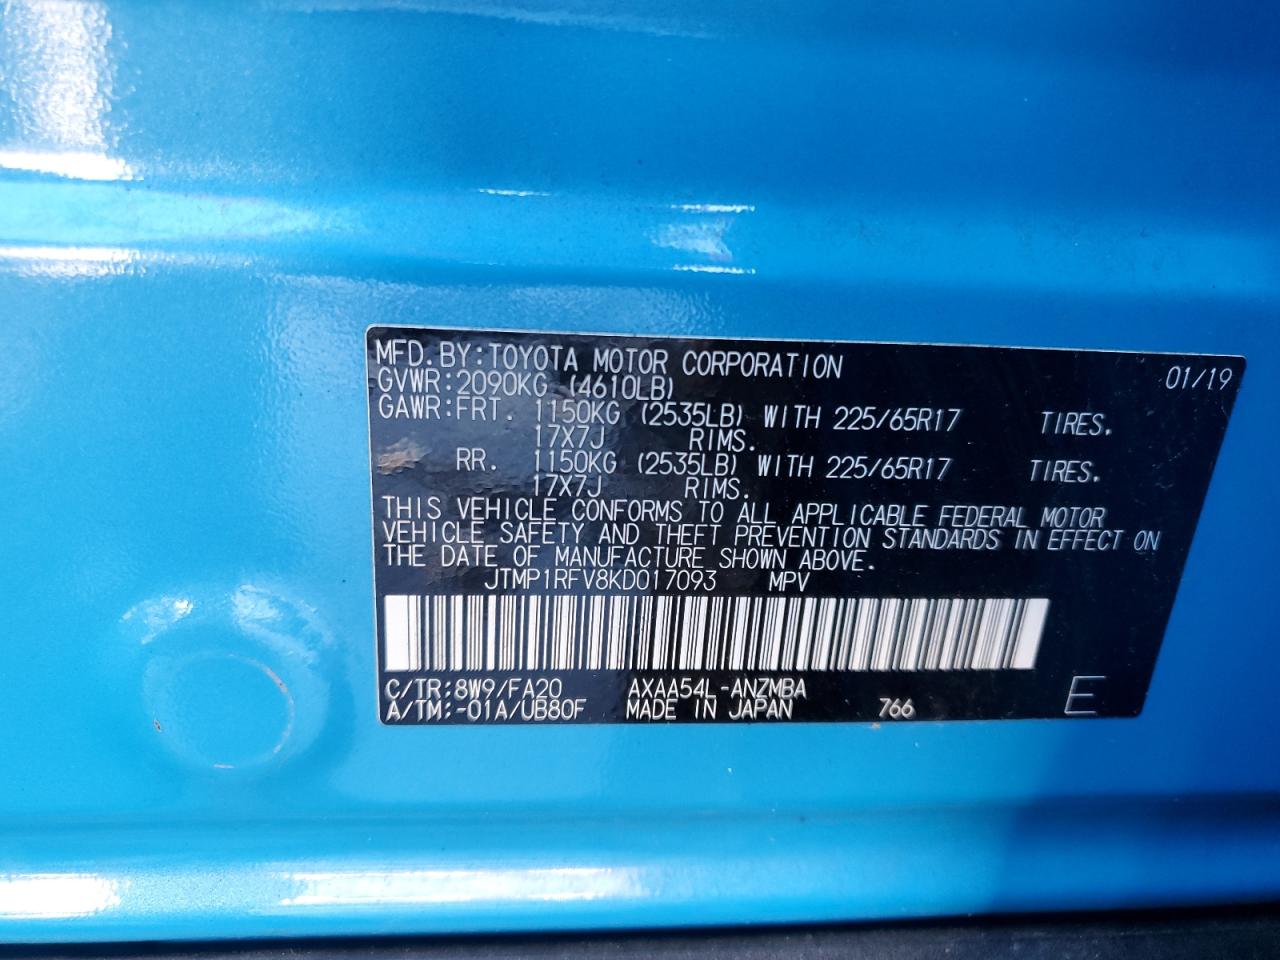 MFD.BY:TOYOTA MOTOR CORPORATION 01/19
GVWR:2090KG (4610LB)
GAWR:FRT. 1150KG (2535LB) WITH 225/65R17 TIRES.
17X7J RIMS.
RR. 1150KG (2535LB) WITH 225/65R17 TIRES.
17X7J RIMS.
THIS VEHICLE CONFORMS TO ALL APPLICABLE FEDERAL MOTOR
VEHICLE SAFETY AND THEFT PREVENTION STANDARDS IN EFFECT ON
THE DATE OF MANUFACTURE SHOWN ABOVE.
JTMP1RFV8KD017093 MPV
C/TR:8W9/FA20 AXAA54L-ANZMBA
A/TM:-01A/UB80F MADE IN JAPAN 766 E